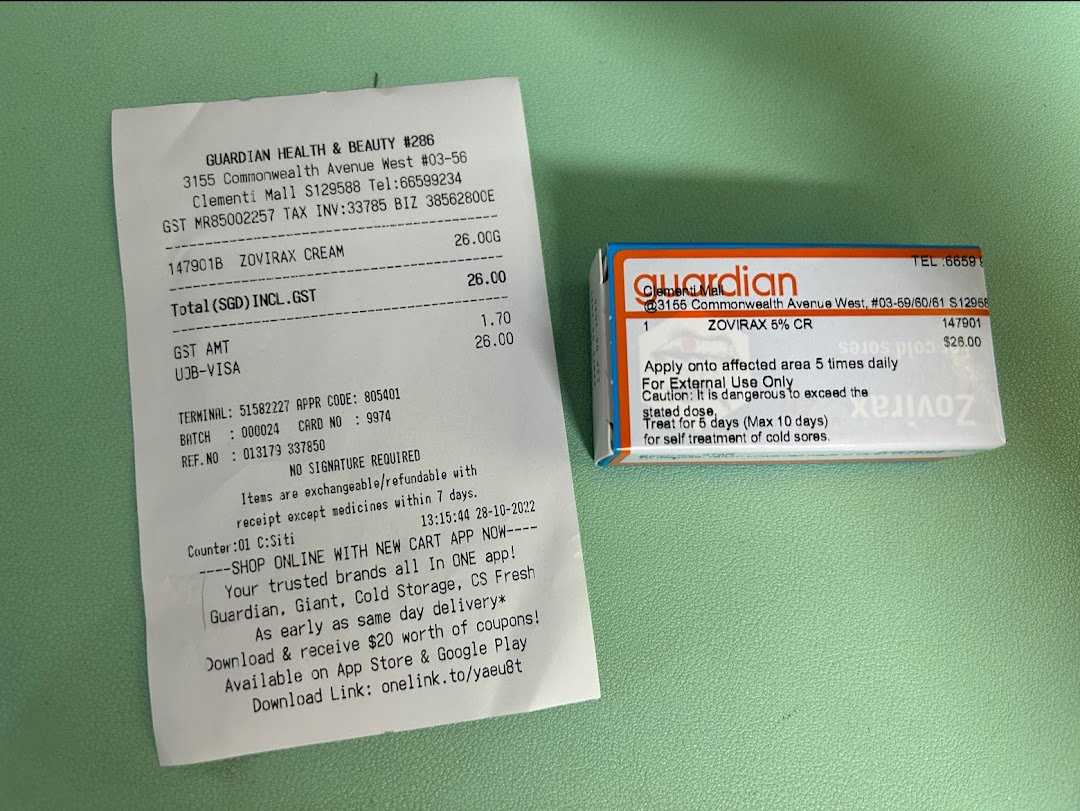 GUARDIAN HEALTH & BEAUTY #286
3155 Commonwealth Avenue West #03-56
Clementi Mall S129588 Tel:66599234
GST MR85002257 TAX INV:33785 BIZ 38562800E
147901B ZOVIRAX CREAM 26.00G
Total(SGD)INCL.GST 26.00
GST AMT 1.70
UOB-VISA 26.00
TERMINAL: 51582227 APPR CODE: 805401
BATCH : 000024 CARD NO : 9974
REF.NO : 013179 337850
NO SIGNATURE REQUIRED
Items are exchangeable/refundable with
receipt except medicines within 7 days.
13:15:44 28-10-2022
Counter:01 C:Siti
----SHOP ONLINE WITH NEW CART APP NOW----
Your trusted brands all In ONE app!
Guardian, Giant, Cold Storage, CS Fresh
As early as same day delivery*
Download & receive $20 worth of coupons!
Available on App Store & Google Play
Download Link: onelink.to/yaeu8t
guardian
TEL :6659
Clementi Mall
@3155 Commonwealth Avenue West, #03-59/60/61 S12958
1 ZOVIRAX 5% CR 147901
$26.00
Apply onto affected area 5 times daily
For External Use Only
Caution: It is dangerous to exceed the
stated dose,
Treat for 5 days (Max 10 days)
for self treatment of cold sores.
for cold sores
Zovirax